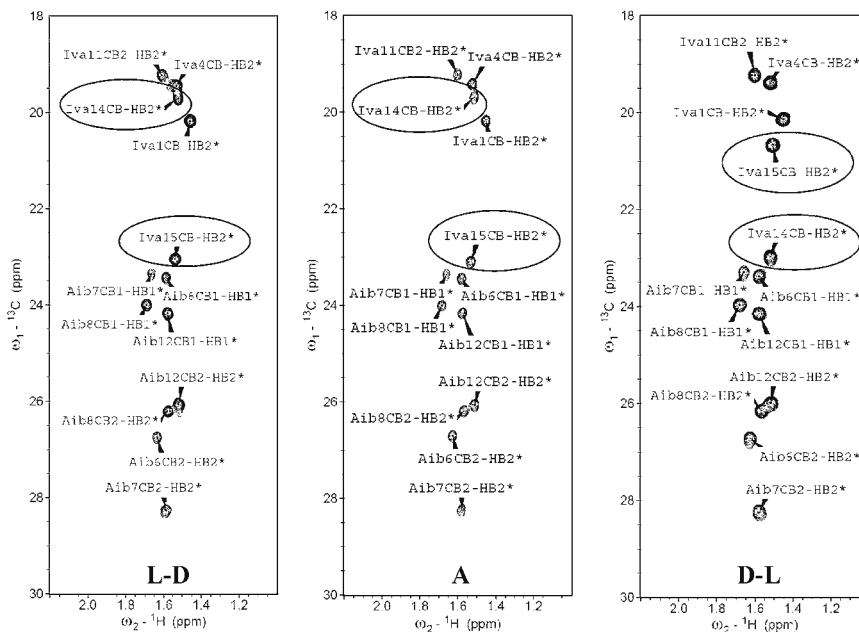 18
Iva11CB2 HB2*
Iva4CB-HB2*
20
Iva14CB-HB2*
Iva1CB HB2*
22
Iva15CB-HB2*
Aib7CB1-HB1*
Aib6CB1-HB1*
24
Aib8CB1-HB1*
Aib12CB1-HB1*
ω1 - 13C (ppm)
Aib12CB2-HB2*
26
Aib8CB2-HB2*
Aib6CB2-HB2*
Aib7CB2-HB2*
28
L-D
30
2.0 1.8 1.6 1.4 1.2
ω2 - 1H (ppm)
18
Iva11CB2-HB2*
Iva4CB-HB2*
20
Iva14CB-HB2*
Iva1CB-HB2*
22
Iva15CB-HB2*
Aib7CB1-HB1*
Aib6CB1-HB1*
24
Aib8CB1-HB1*
Aib12CB1-HB1*
ω1 - 13C (ppm)
Aib12CB2-HB2*
26
Aib8CB2-HB2*
Aib6CB2-HB2*
Aib7CB2-HB2*
28
A
30
2.0 1.8 1.6 1.4 1.2
ω2 - 1H (ppm)
18
Iva11CB2 HB2*
Iva4CB-HB2*
20
Iva1CB-HB2*
Iva15CB HB2*
22
Iva14CB-HB2*
Aib7CB1 HB1*
Aib6CB1-HB1*
24
Aib8CB1-HB1*
Aib12CB1-HB1*
ω1 - 13C (ppm)
Aib12CB2-HB2*
26
Aib8CB2-HB2*
Aib6CB2-HB2*
Aib7CB2-HB2*
28
D-L
30
2.0 1.8 1.6 1.4 1.2
ω2 - 1H (ppm)